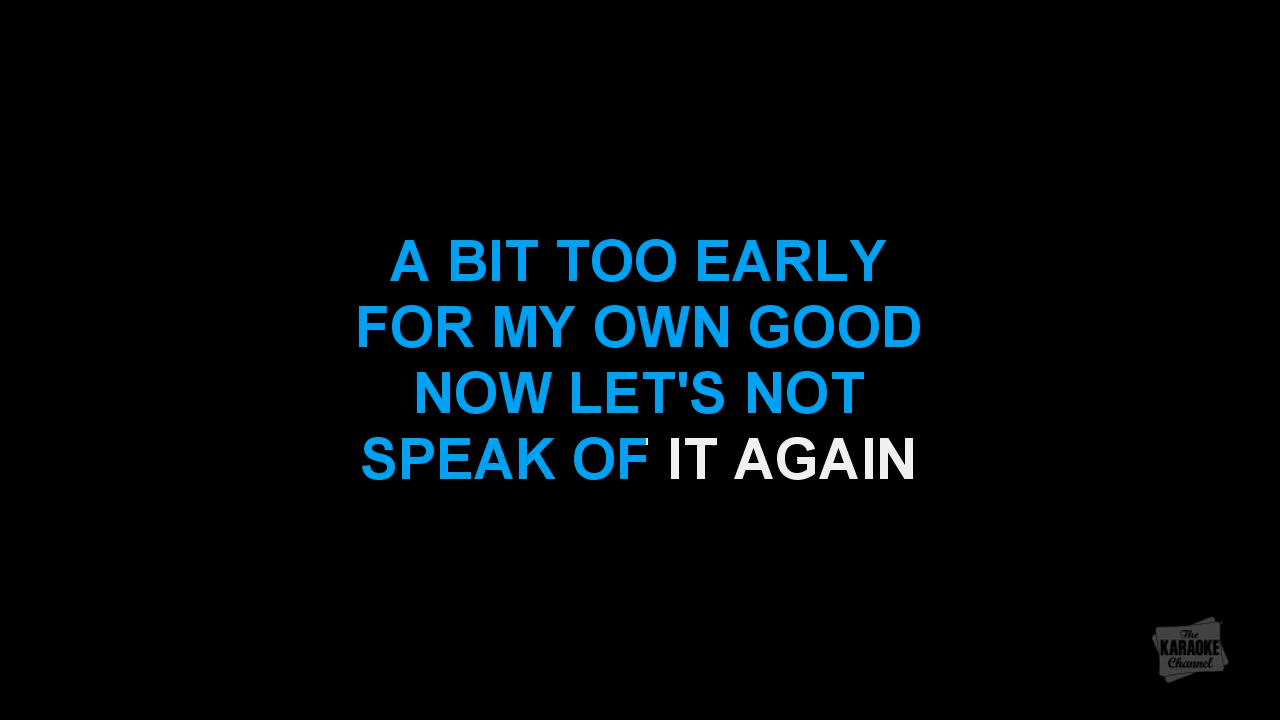 A BIT TOO EARLY
FOR MY OWN GOOD
NOW LET'S NOT
SPEAK OF IT AGAIN
The
KARAOKE
Channel